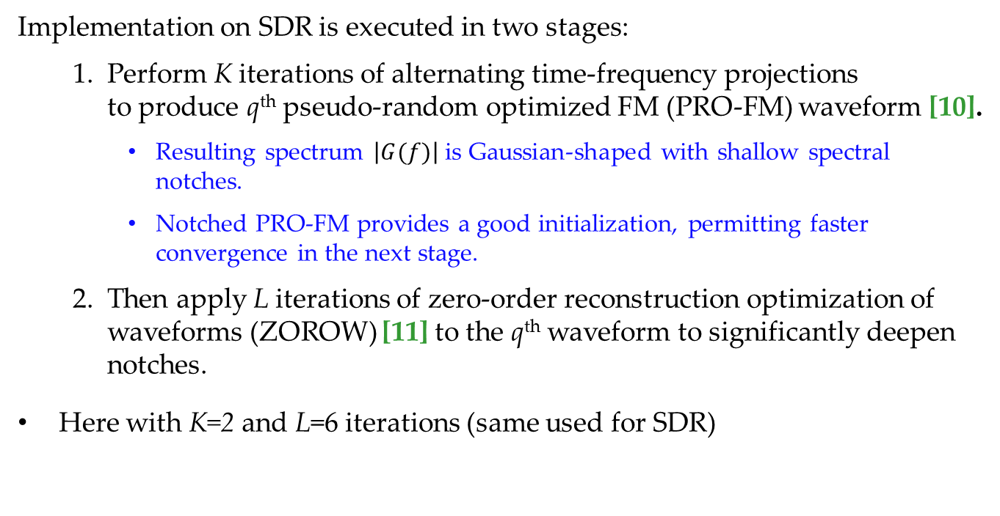 Implementation on SDR is executed in two stages:
1. Perform K iterations of alternating time-frequency projections
to produce qth pseudo-random optimized FM (PRO-FM) waveform [10].
• Resulting spectrum |G(f)| is Gaussian-shaped with shallow spectral
notches.
• Notched PRO-FM provides a good initialization, permitting faster
convergence in the next stage.
2. Then apply L iterations of zero-order reconstruction optimization of
waveforms (ZOROW) [11] to the qth waveform to significantly deepen
notches.
• Here with K=2 and L=6 iterations (same used for SDR)